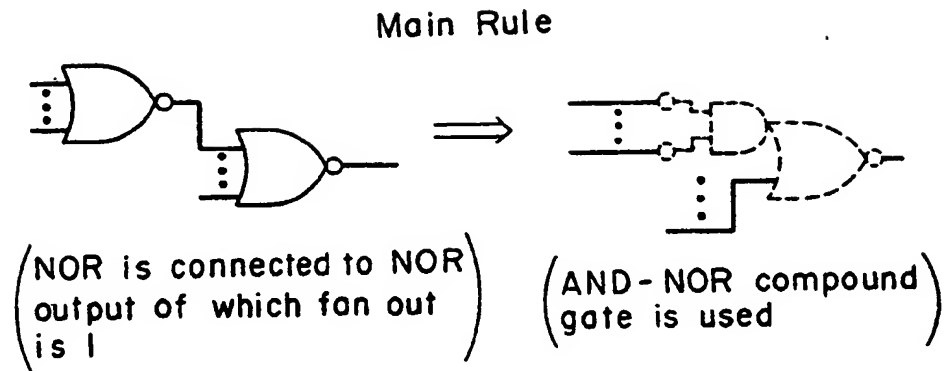 Main Rule
NOR is connected to NOR
output of which fan out
is 1
AND-NOR compound
gate is used